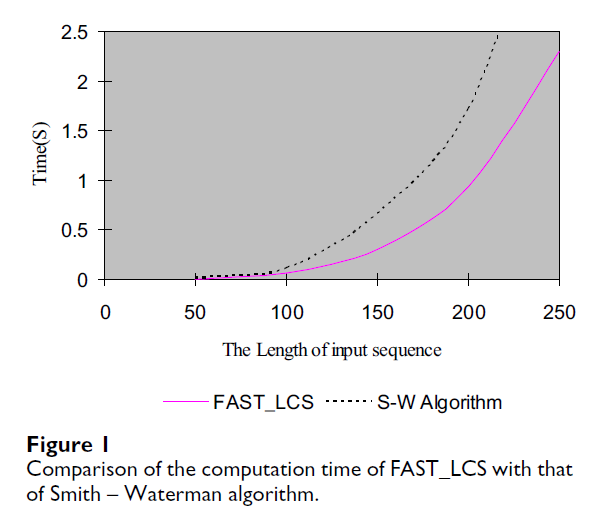 2.5
2
1.5
1
0.5
0
Time(S)
0 50 100 150 200 250
The Length of input sequence
FAST_LCS S-W Algorithm
Figure 1
Comparison of the computation time of FAST_LCS with that
of Smith – Waterman algorithm.